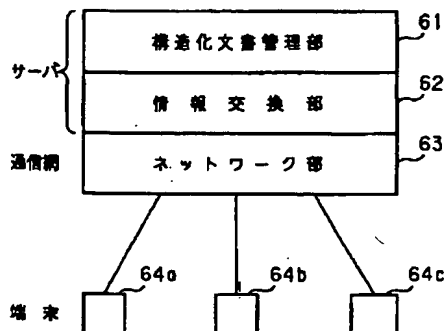 構造化文書管理部
61
サーバ
情報交換部
62
通信網
ネットワーク部
63
64a
64b
64c
端末